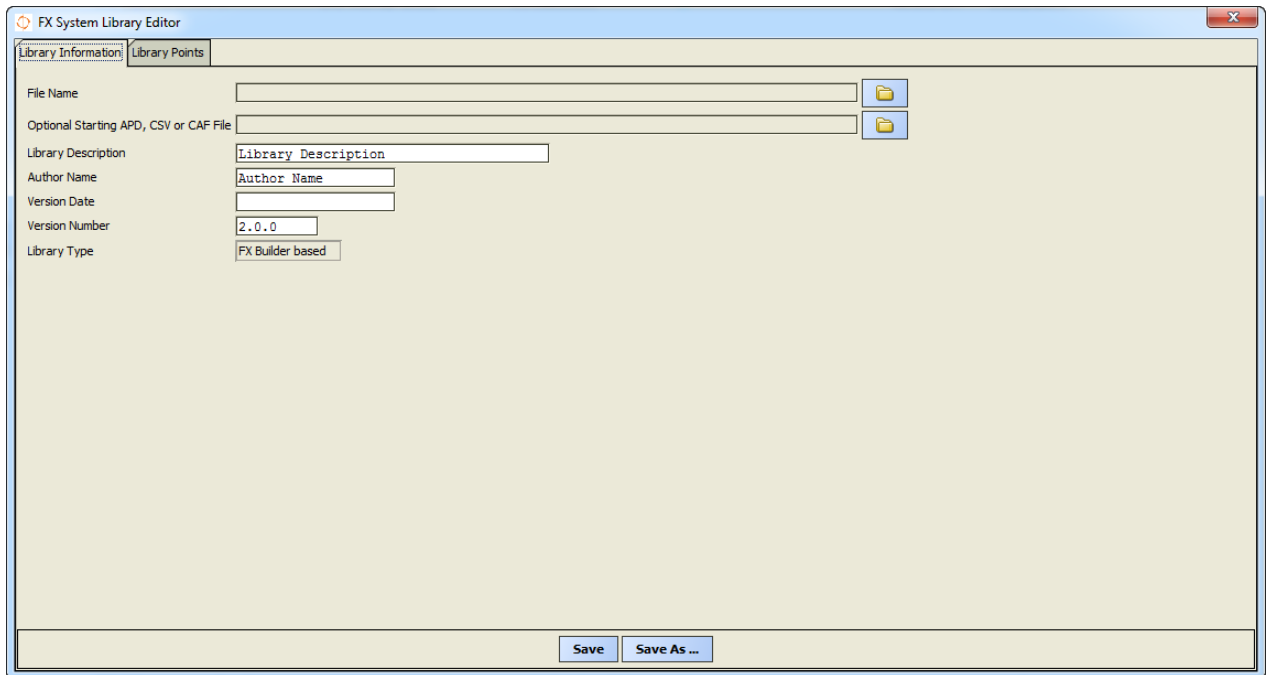 FX System Library Editor
Library Information Library Points
File Name
Optional Starting APD, CSV or CAF File
Library Description Library Description
Author Name Author Name
Version Date
Version Number 2.0.0
Library Type FX Builder based
Save Save As ...